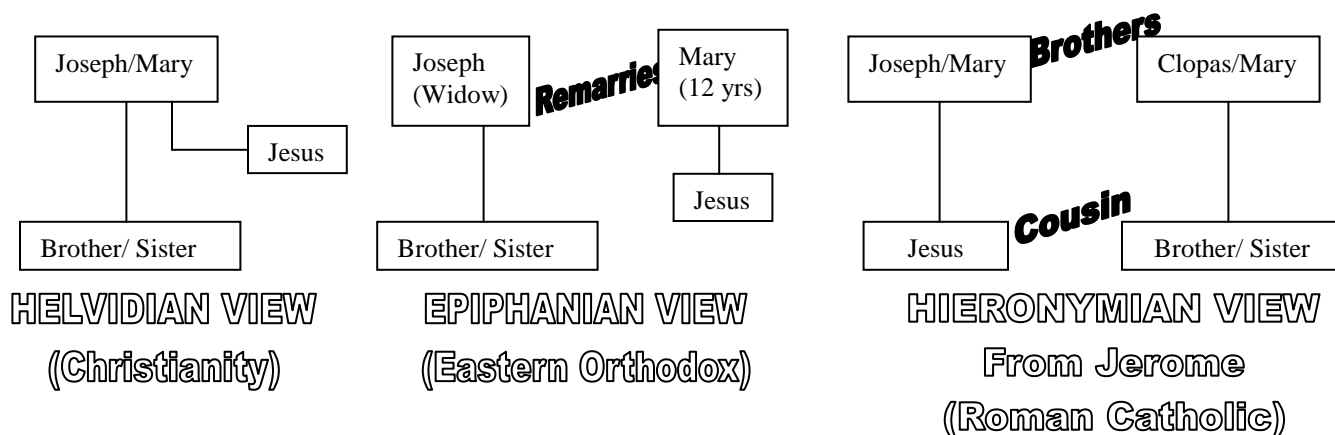 Joseph/Mary
Jesus
Brother/ Sister
HELVIDIAN VIEW
(Christianity)
Joseph
(Widow)
Remarries
Mary
(12 yrs)
Jesus
Brother/ Sister
EPIPHANIAN VIEW
(Eastern Orthodox)
Joseph/Mary
Brothers
Clopas/Mary
Jesus
Cousin
Brother/ Sister
HIERONYMIAN VIEW
From Jerome
(Roman Catholic)